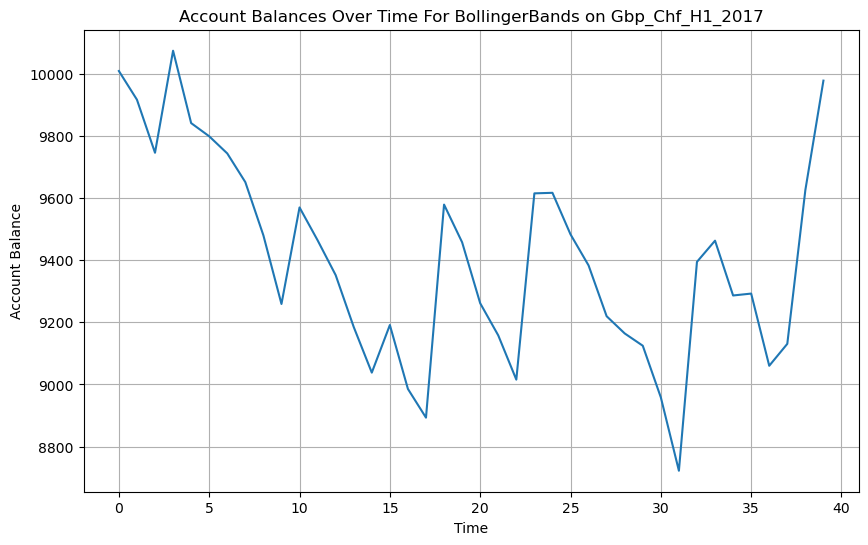 Account Balances Over Time For BollingerBands on Gbp_Chf_H1_2017
10000
9800
9600
9400
9200
9000
8800
Account Balance
0 5 10 15 20 25 30 35 40
Time